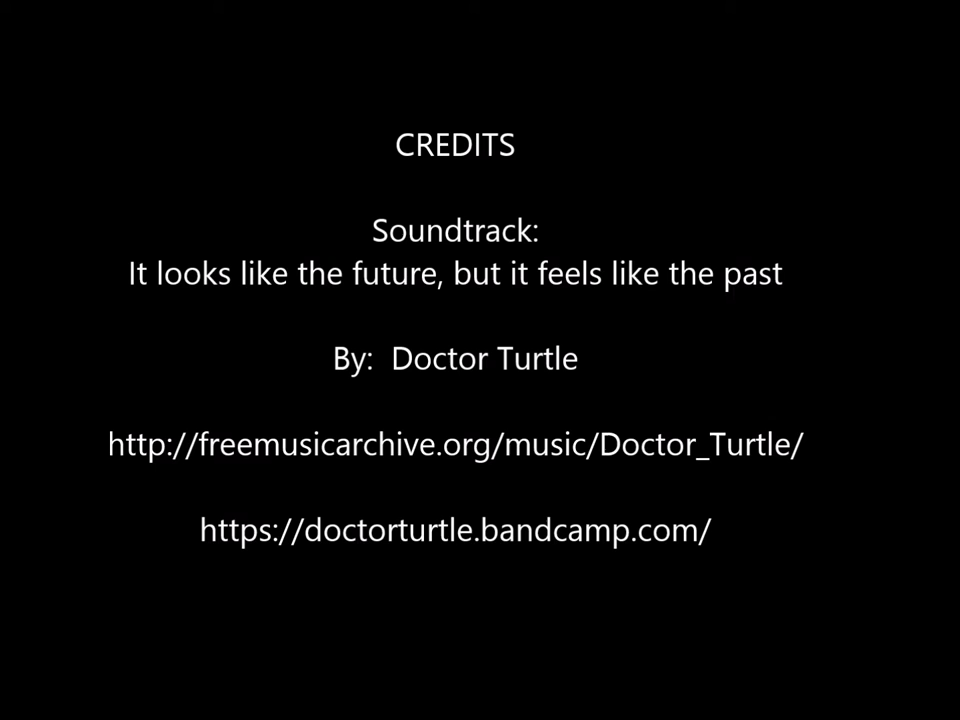 CREDITS
Soundtrack:
It looks like the future, but it feels like the past
By:  Doctor Turtle
http://freemusicarchive.org/music/Doctor_Turtle/
https://doctorturtle.bandcamp.com/